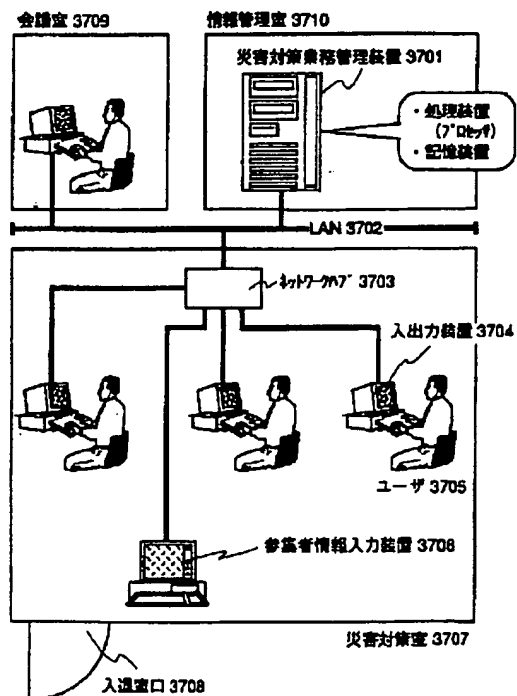 会議室 3709
情報管理室 3710
災害対策業務管理装置 3701
・処理装置
(プロセッサ)
・記憶装置
LAN 3702
ネットワークハブ 3703
入出力装置 3704
ユーザ 3705
参集者情報入力装置 3706
災害対策室 3707
入退室口 3708